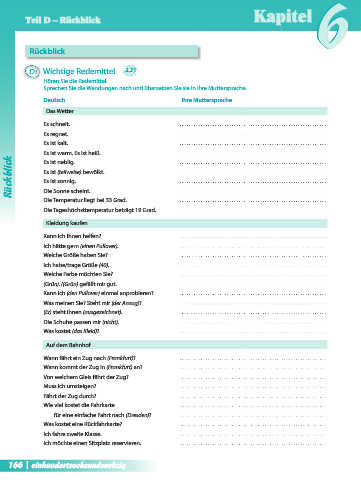 Teil D – Rückblick
Kapitel 6
Rückblick
D1 Wichtige Redemittel 2.27
Hören Sie die Redemittel.
Sprechen Sie die Wendungen nach und übersetzen Sie sie in Ihre Muttersprache.
Deutsch Ihre Muttersprache
Das Wetter
Es schneit.
Es regnet.
Es ist kalt.
Es ist warm. Es ist heiß.
Es ist neblig.
Es ist (teilweise) bewölkt.
Es ist sonnig.
Die Sonne scheint.
Die Temperatur liegt bei 33 Grad.
Die Tageshöchsttemperatur beträgt 19 Grad.
Kleidung kaufen
Kann ich Ihnen helfen?
Ich hätte gern (einen Pullover).
Welche Größe haben Sie?
Ich habe/trage Größe (40).
Welche Farbe möchten Sie?
(Grün). (Grün) gefällt mir gut.
Kann ich (den Pullover) einmal anprobieren?
Was meinen Sie? Steht mir (der Anzug)?
(Er) steht Ihnen (ausgezeichnet).
Die Schuhe passen mir (nicht).
Was kostet (das Kleid)?
Auf dem Bahnhof
Wann fährt ein Zug nach (Frankfurt)?
Wann kommt der Zug in (Frankfurt) an?
Von welchem Gleis fährt der Zug?
Muss ich umsteigen?
Fährt der Zug durch?
Wie viel kostet die Fahrkarte
für eine einfache Fahrt nach (Dresden)?
Was kostet eine Rückfahrkarte?
Ich fahre zweite Klasse.
Ich möchte einen Sitzplatz reservieren.
Rückblick
166 | einhundertsechsundsechzig